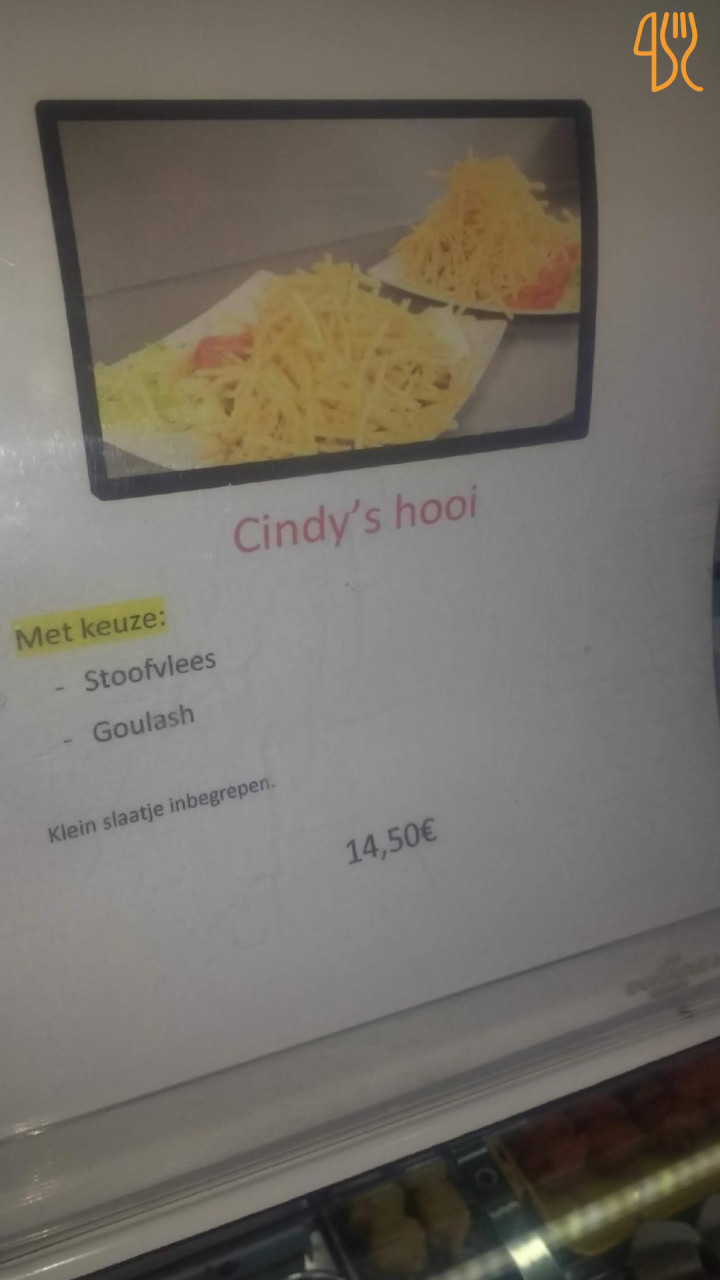 Cindy's hooi
Met keuze:
- Stoofvlees
- Goulash
Klein slaatje inbegrepen.
14,50€